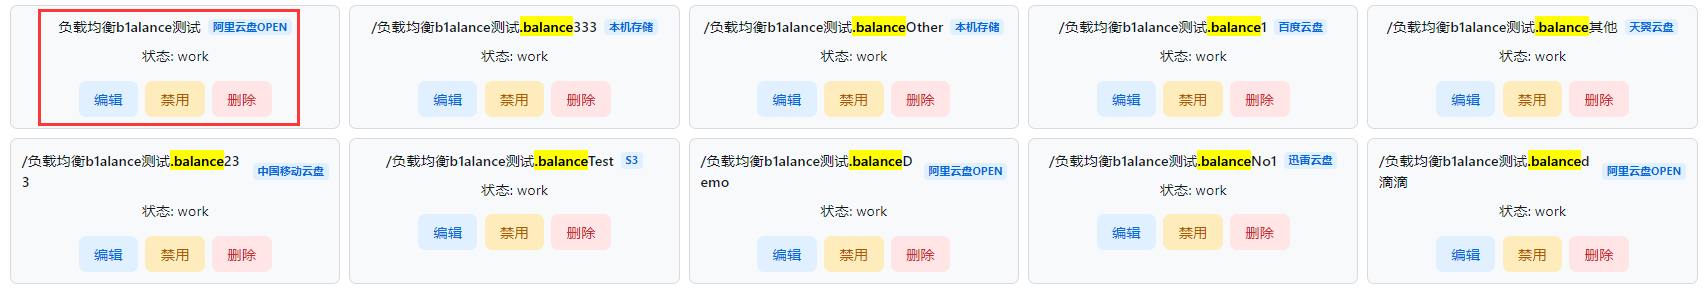 负载均衡b1alance测试 阿里云盘OPEN
状态: work
编辑 禁用 删除
/负载均衡b1alance测试.balance333 本机存储
状态: work
编辑 禁用 删除
/负载均衡b1alance测试.balanceOther 本机存储
状态: work
编辑 禁用 删除
/负载均衡b1alance测试.balance1 百度云盘
状态: work
编辑 禁用 删除
/负载均衡b1alance测试.balance其他 天翼云盘
状态: work
编辑 禁用 删除
/负载均衡b1alance测试.balance23
3
中国移动云盘
状态: work
编辑 禁用 删除
/负载均衡b1alance测试.balanceTest S3
状态: work
编辑 禁用 删除
/负载均衡b1alance测试.balanceD
emo
阿里云盘OPEN
状态: work
编辑 禁用 删除
/负载均衡b1alance测试.balanceNo1 迅雷云盘
状态: work
编辑 禁用 删除
/负载均衡b1alance测试.balanced
滴滴
阿里云盘OPEN
状态: work
编辑 禁用 删除